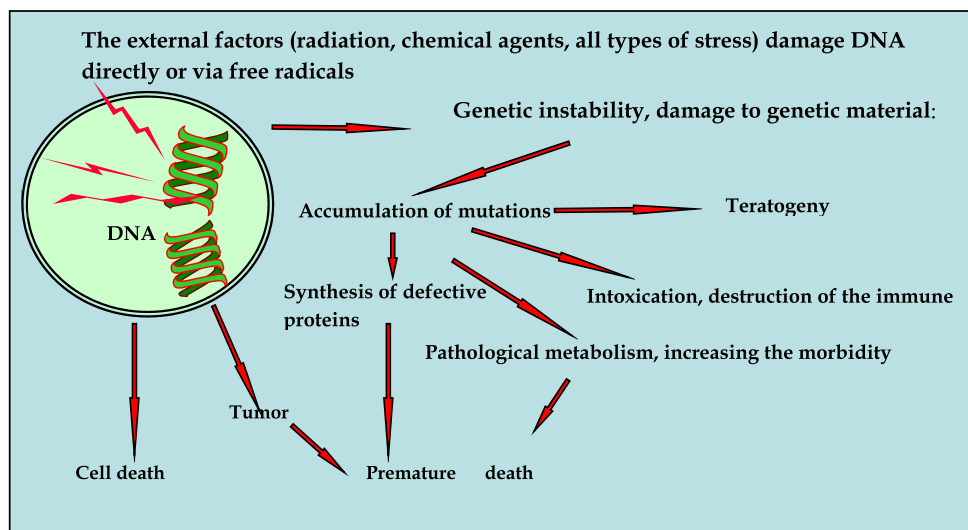 The external factors (radiation, chemical agents, all types of stress) damage DNA
directly or via free radicals
Genetic instability, damage to genetic material:
Accumulation of mutations
Teratogeny
DNA
Synthesis of defective
proteins
Intoxication, destruction of the immune
Pathological metabolism, increasing the morbidity
Tumor
Cell death
Premature death